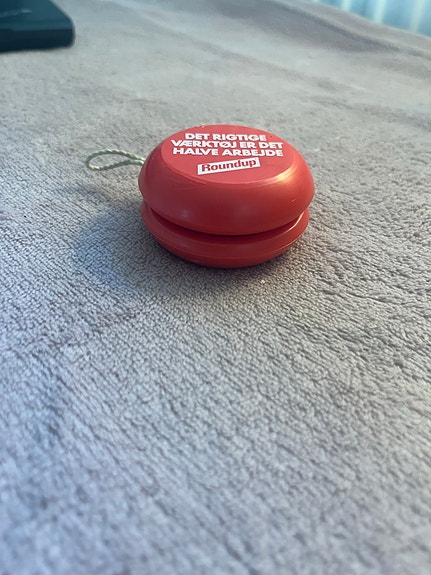 DET RIGTIGE
VÆRKTØJ ER DET
HALVE ARBEJDE
Roundup